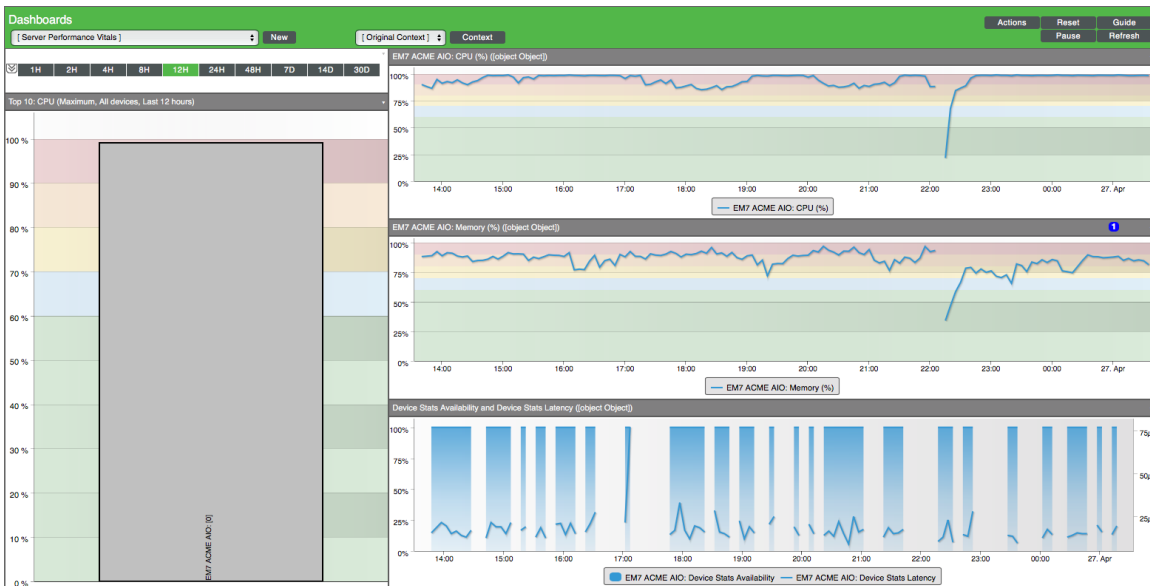 Dashboards
[ Server Performance Vitals ] New [ Original Context ] Context
Actions Reset Guide
Pause Refresh
1H 2H 4H 8H 12H 24H 48H 7D 14D 30D
Top 10: CPU (Maximum, All devices, Last 12 hours)
100 %
90 %
80 %
70 %
60 %
50 %
40 %
30 %
20 %
10 %
0 %
EM7 ACME AIO: [0]
EM7 ACME AIO: CPU (%) ([object Object])
100%
75%
50%
25%
0%
14:00 15:00 16:00 17:00 18:00 19:00 20:00 21:00 22:00 23:00 00:00 27. Apr
EM7 ACME AIO: CPU (%)
EM7 ACME AIO: Memory (%) ([object Object])
1
100%
75%
50%
25%
0%
14:00 15:00 16:00 17:00 18:00 19:00 20:00 21:00 22:00 23:00 00:00 27. Apr
EM7 ACME AIO: Memory (%)
Device Stats Availability and Device Stats Latency ([object Object])
100%
75%
50%
25%
0%
75µ
50µ
25µ
14:00 15:00 16:00 17:00 18:00 19:00 20:00 21:00 22:00 23:00 00:00 27. Apr
EM7 ACME AIO: Device Stats Availability EM7 ACME AIO: Device Stats Latency